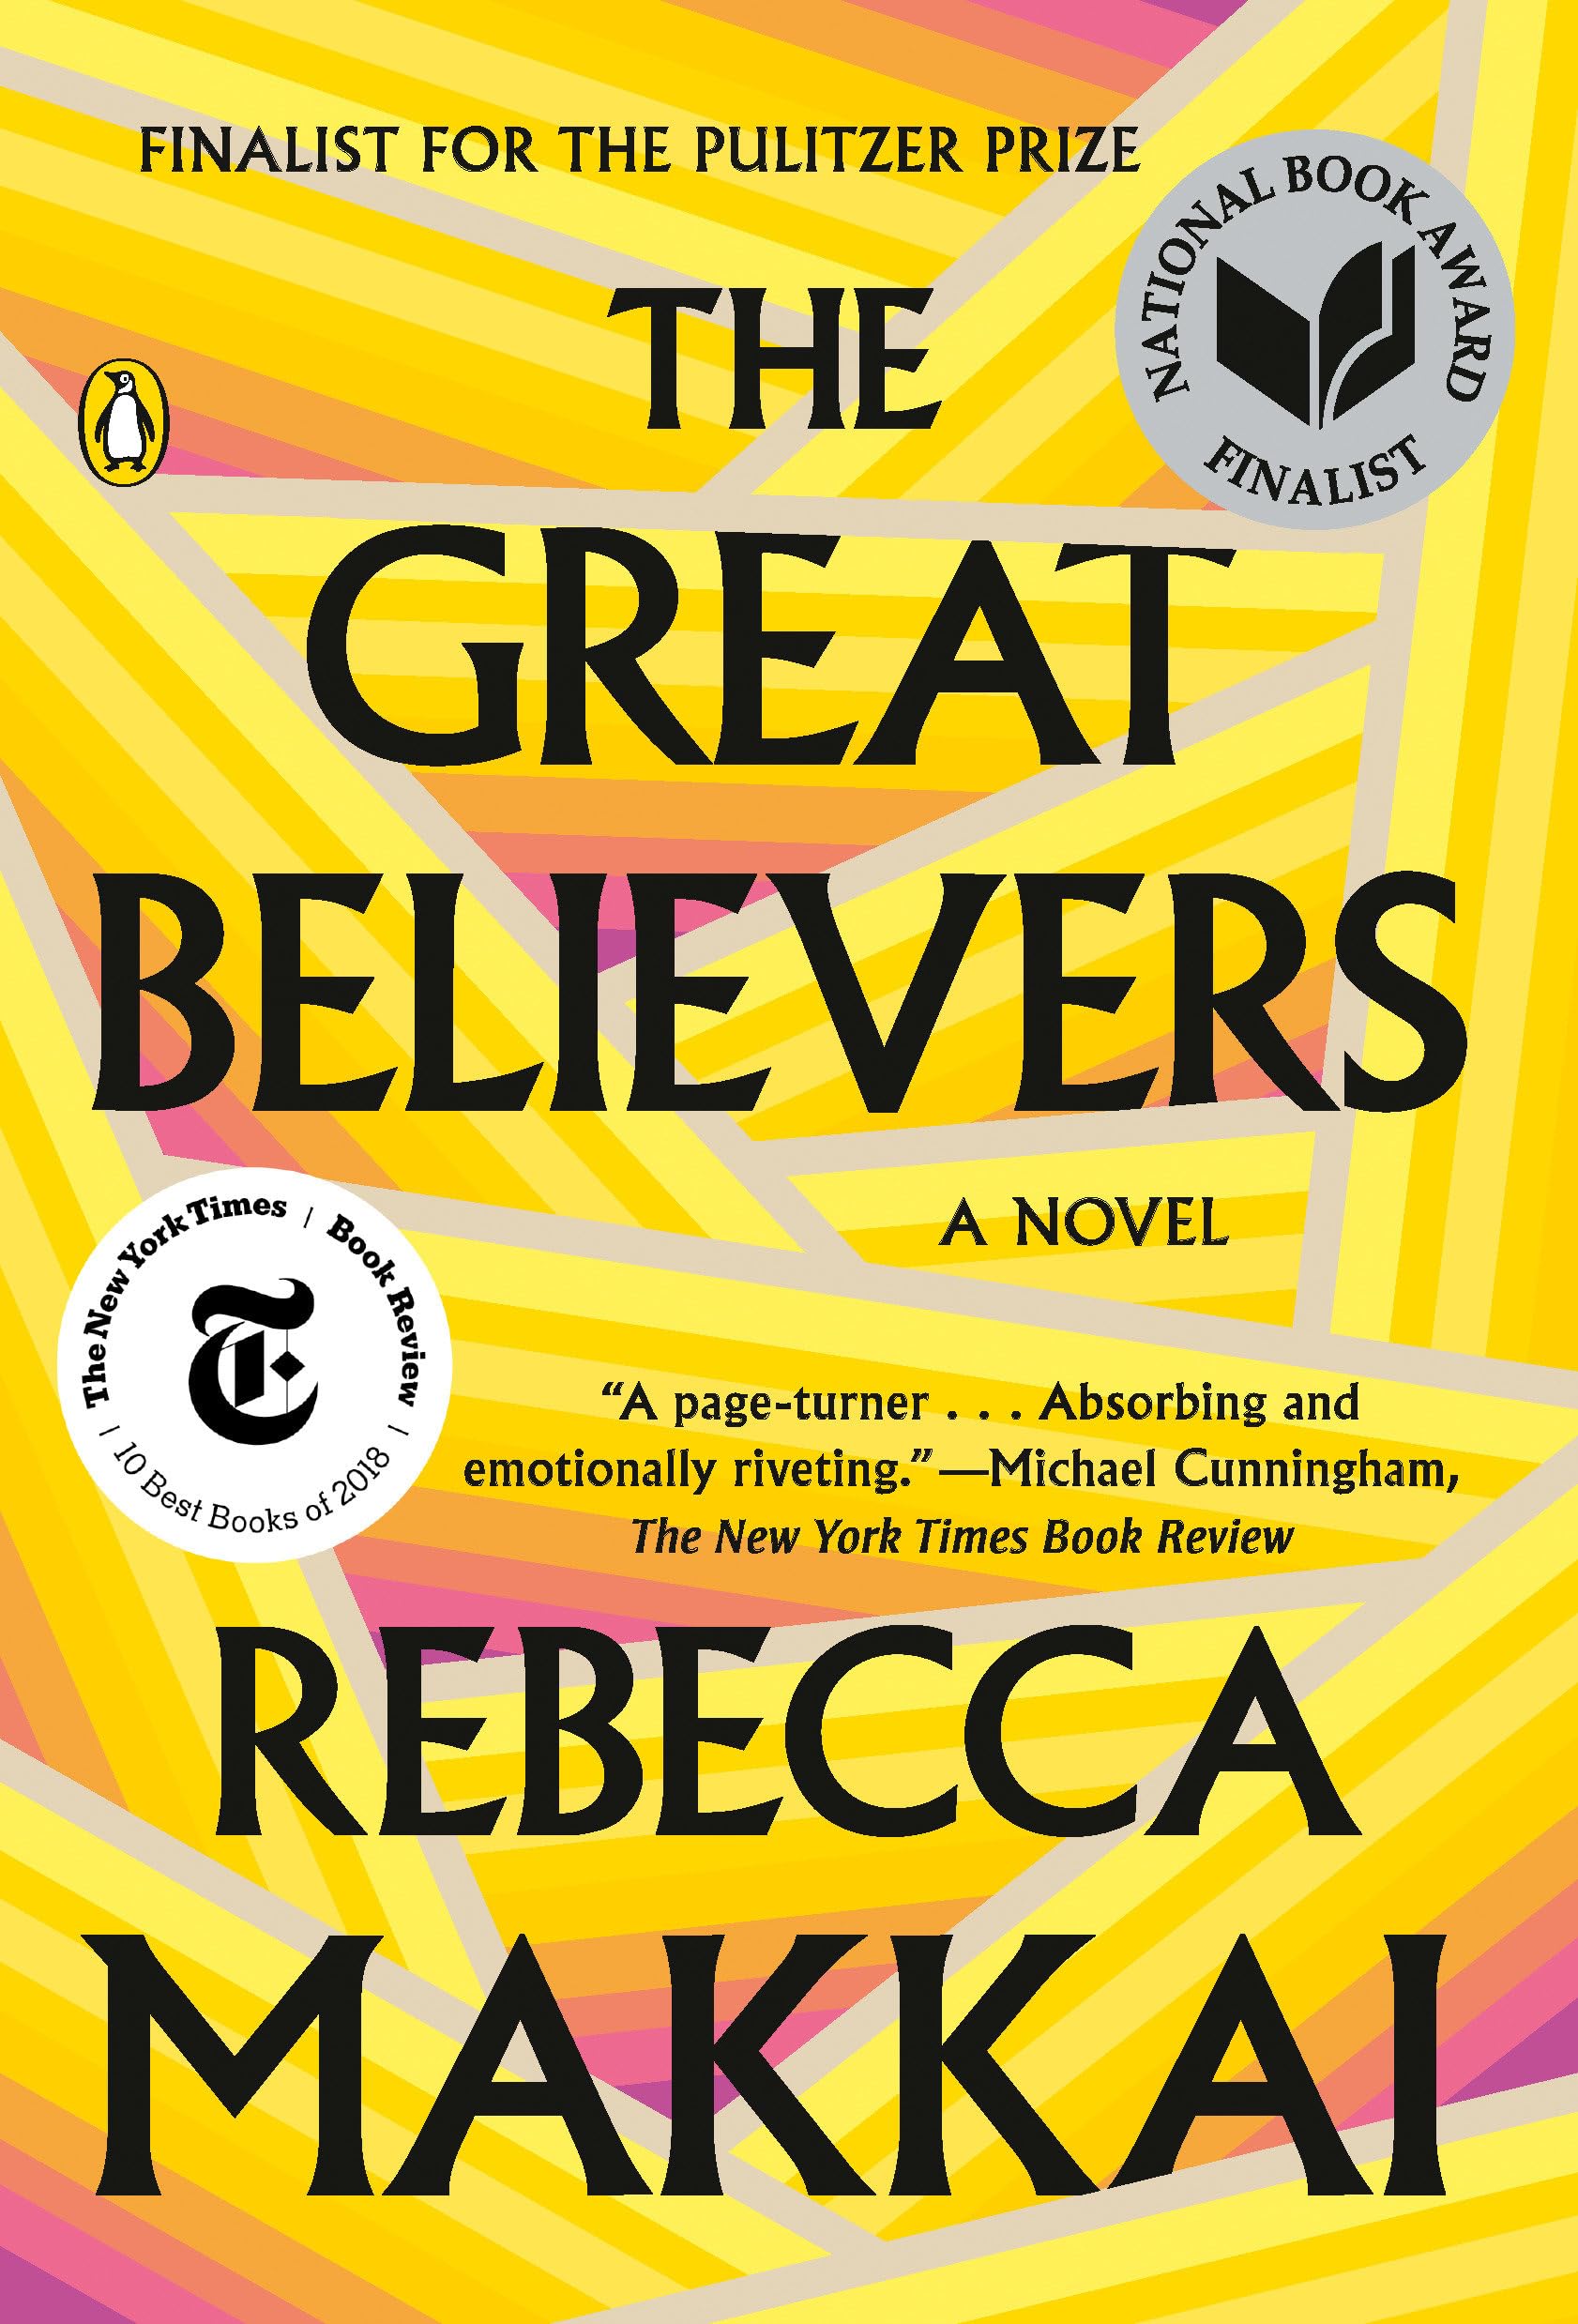 FINALIST FOR THE PULITZER PRIZE
NATIONAL BOOK AWARD
FINALIST
THE
GREAT
BELIEVERS
A NOVEL
The New York Times | Book Review |
T
| 10 Best Books of 2018
“A page-turner . . . Absorbing and
emotionally riveting.”—Michael Cunningham,
The New York Times Book Review
REBECCA
MAKKAI